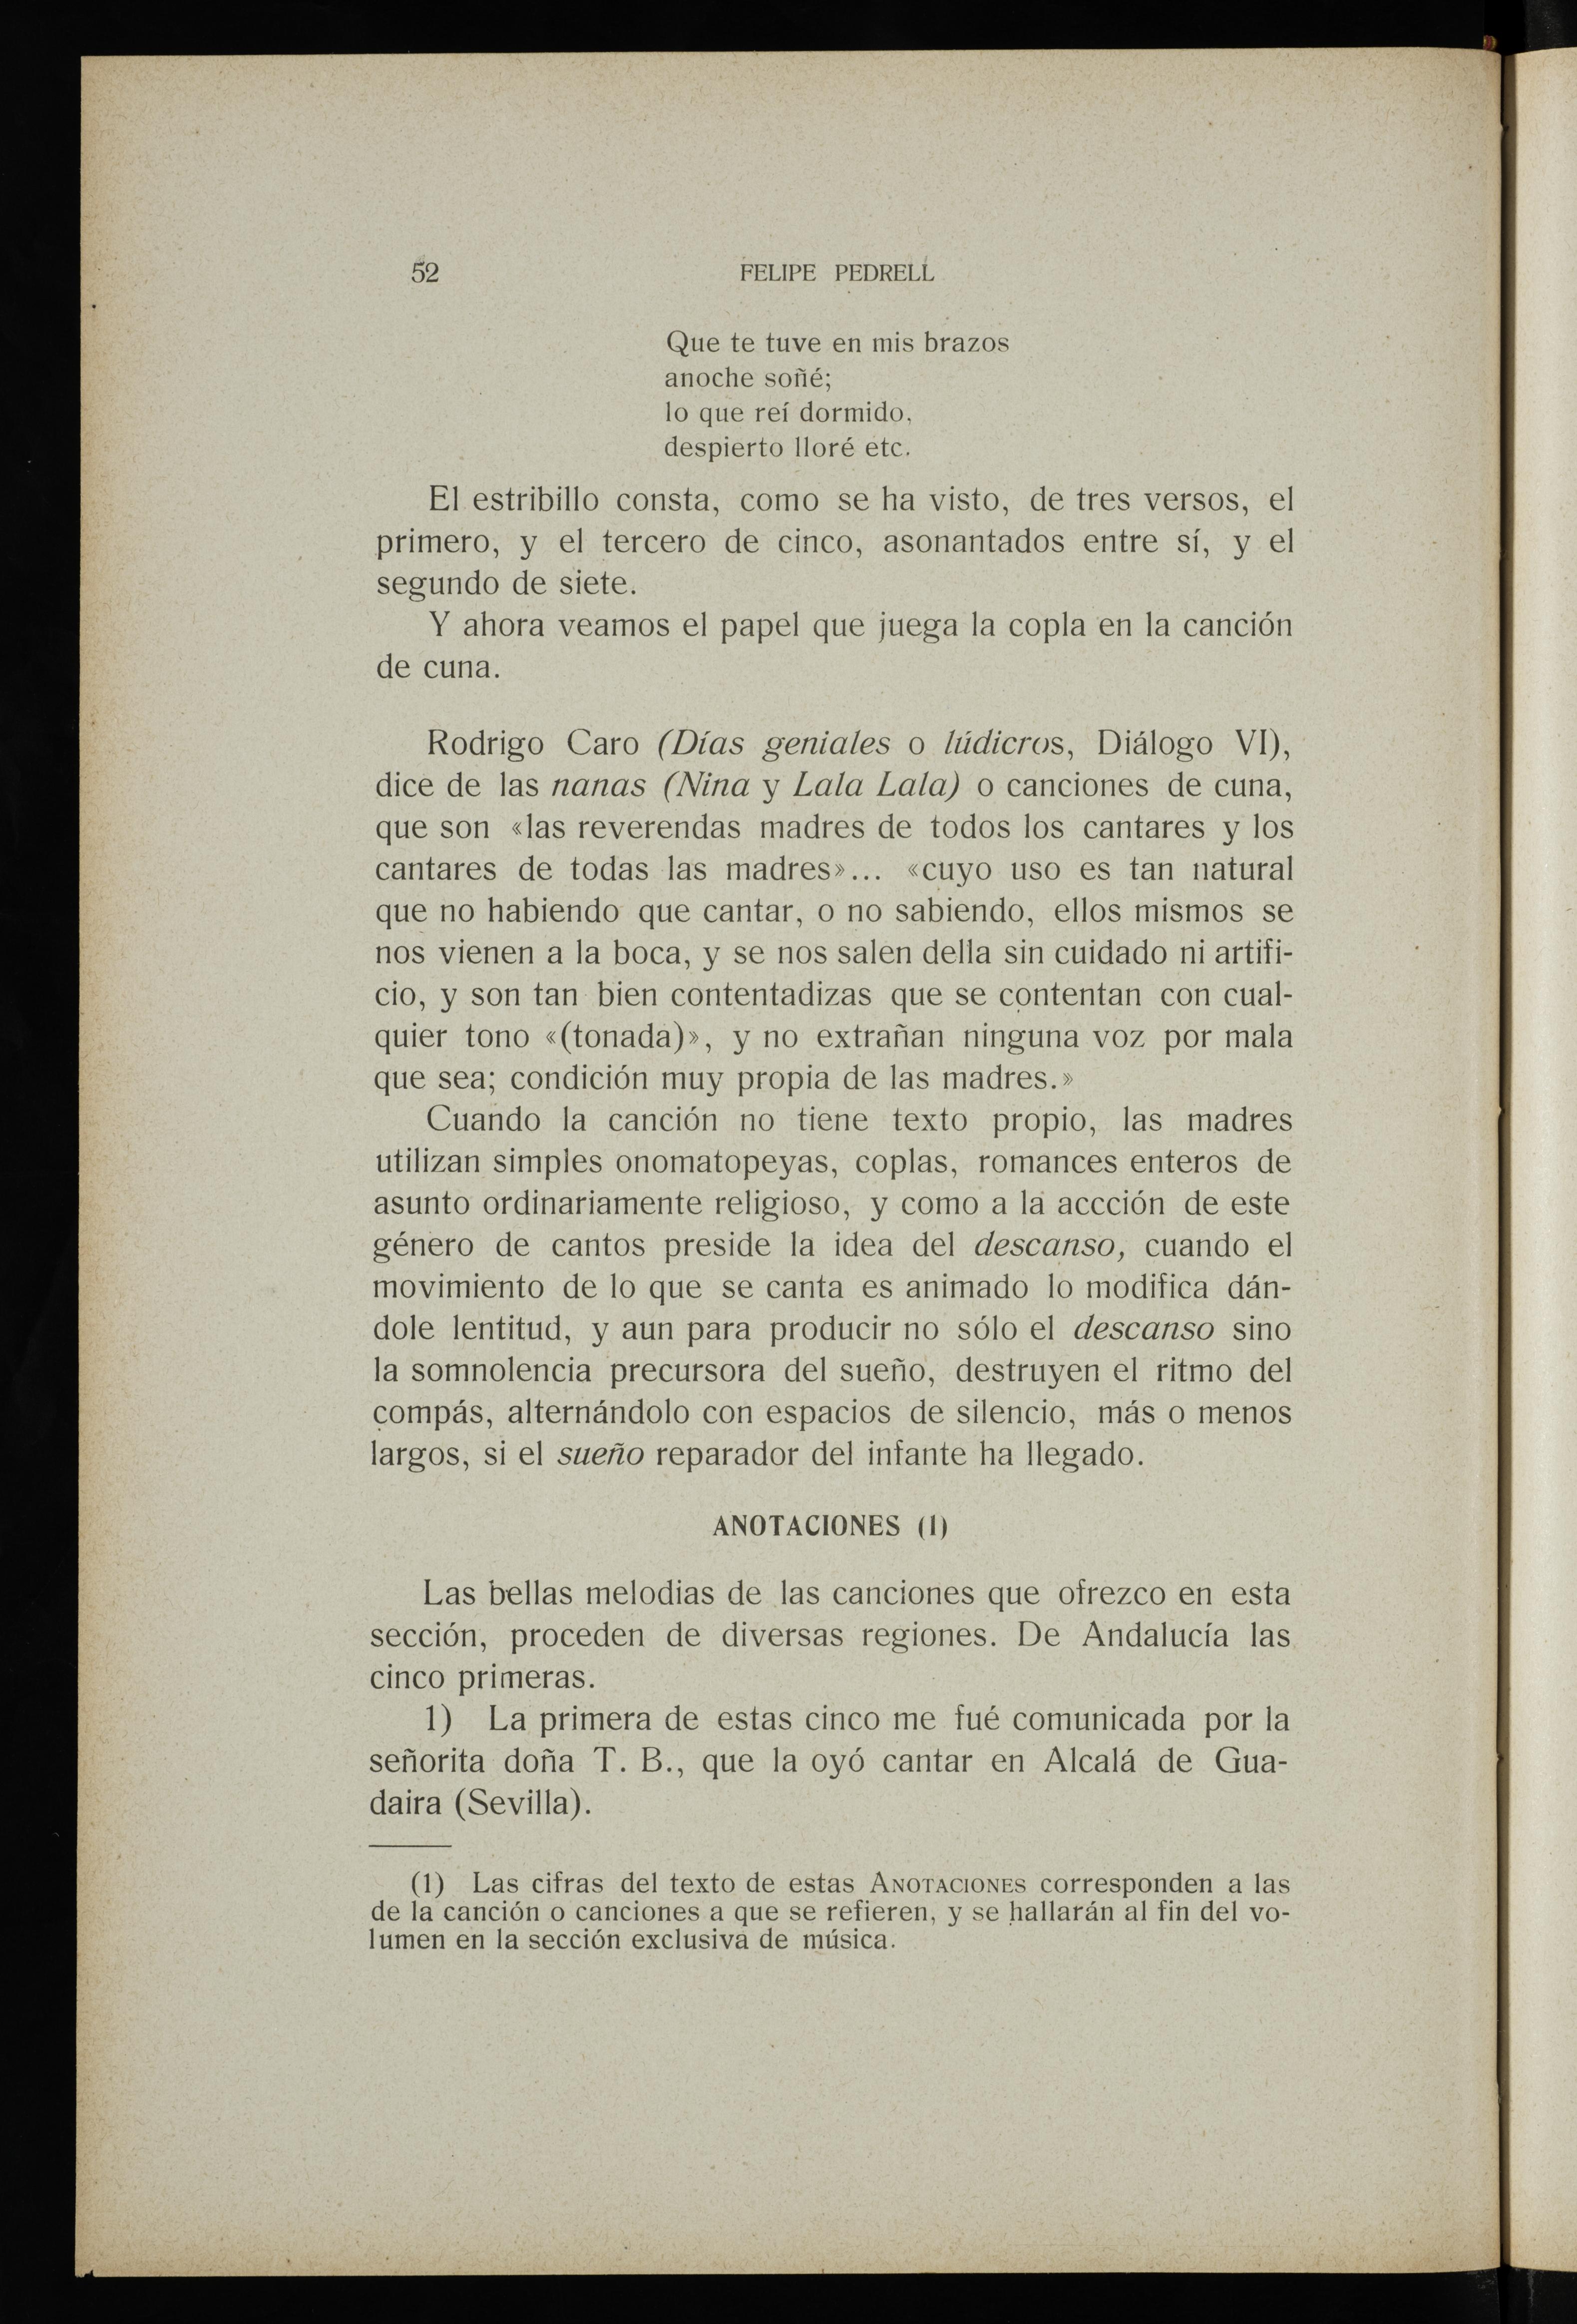 52 FELIPE PEDRELL
Que te tuve en mis brazos
anoche soñé;
lo que reí dormido,
despierto lloré etc.
El estribillo consta, como se ha visto, de tres versos, el
primero, y el tercero de cinco, asonantados entre sí, y el
segundo de siete.
Y ahora veamos el papel que juega la copla en la canción
de cuna.
Rodrigo Caro (Días geniales o lúdicros, Diálogo VI),
dice de las nanas (Nina y Lala Lala) o canciones de cuna,
que son «las reverendas madres de todos los cantares y los
cantares de todas las madres»... «cuyo uso es tan natural
que no habiendo que cantar, o no sabiendo, ellos mismos se
nos vienen a la boca, y se nos salen della sin cuidado ni artifi-
cio, y son tan bien contentadizas que se contentan con cual-
quier tono «(tonada)», y no extrañan ninguna voz por mala
que sea; condición muy propia de las madres.»
Cuando la canción no tiene texto propio, las madres
utilizan simples onomatopeyas, coplas, romances enteros de
asunto ordinariamente religioso, y como a la accción de este
género de cantos preside la idea del descanso, cuando el
movimiento de lo que se canta es animado lo modifica dán-
dole lentitud, y aun para producir no sólo el descanso sino
la somnolencia precursora del sueño, destruyen el ritmo del
compás, alternándolo con espacios de silencio, más o menos
largos, si el sueño reparador del infante ha llegado.
ANOTACIONES (1)
Las bellas melodias de las canciones que ofrezco en esta
sección, proceden de diversas regiones. De Andalucía las
cinco primeras.
1) La primera de estas cinco me fué comunicada por la
señorita doña T. B., que la oyó cantar en Alcalá de Gua-
daira (Sevilla).
(1) Las cifras del texto de estas ANOTACIONES corresponden a las
de la canción o canciones a que se refieren, y se hallarán al fin del vo-
lumen en la sección exclusiva de música.